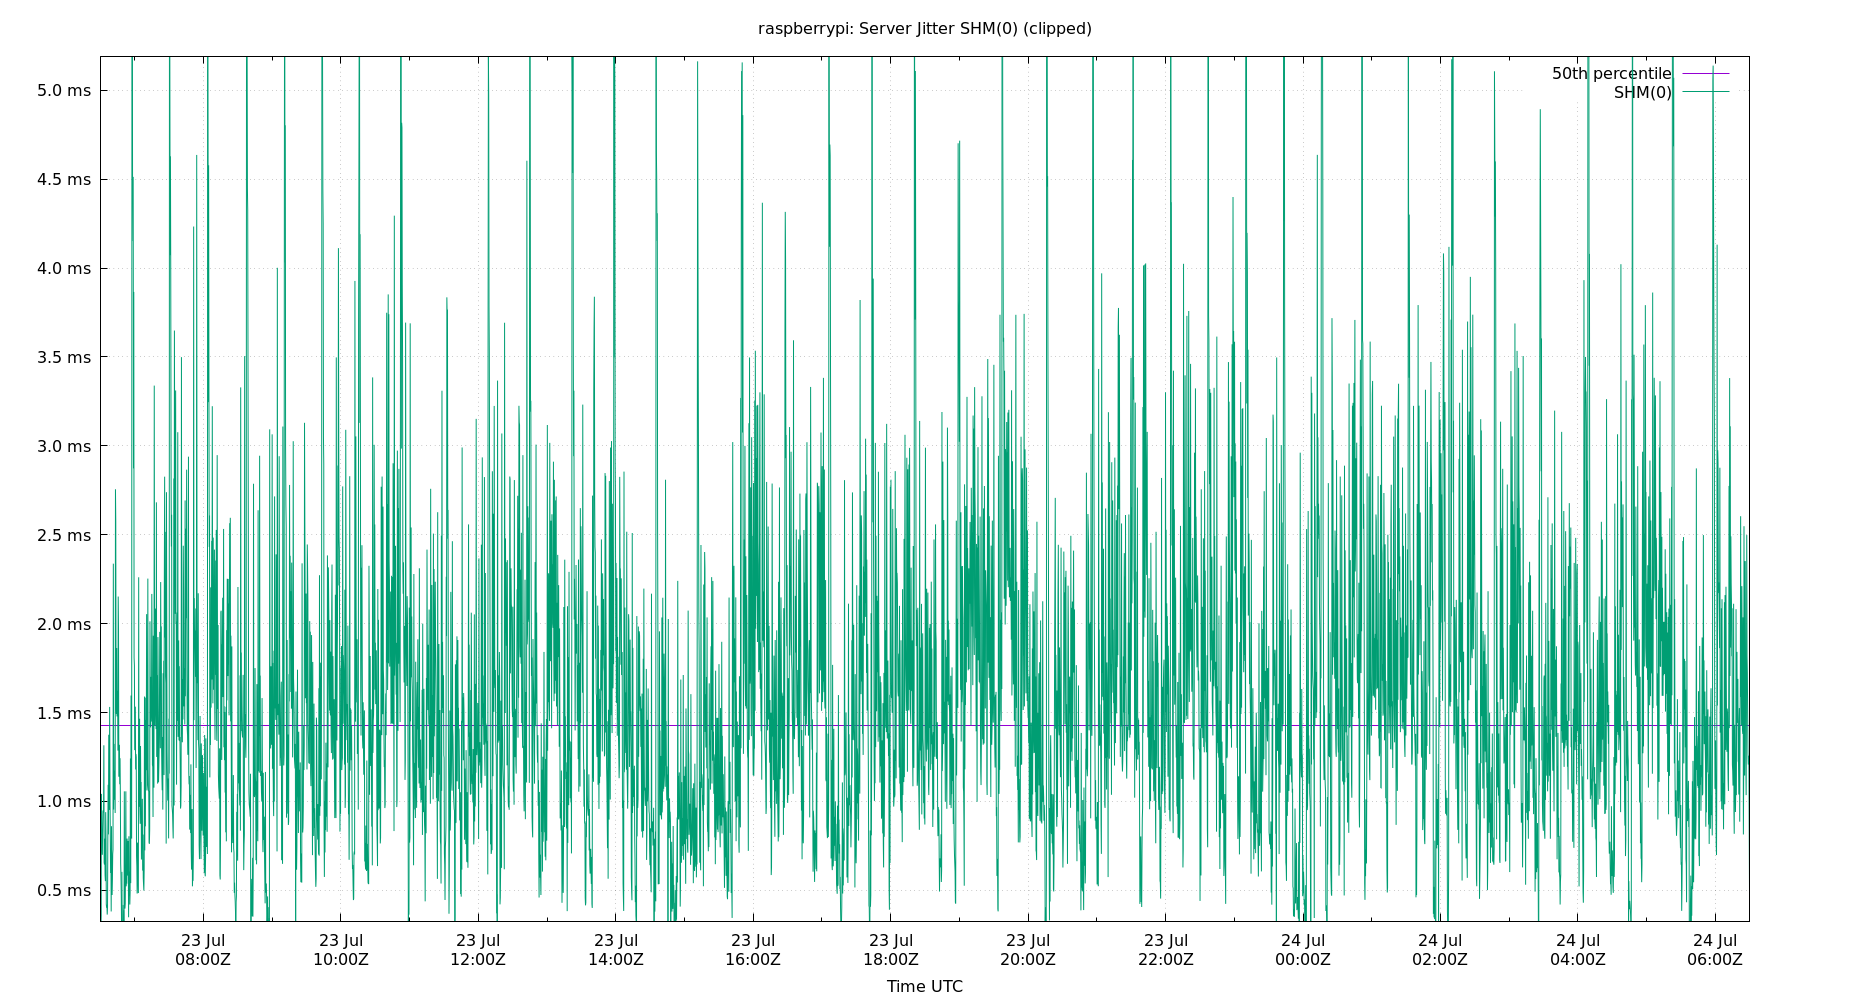 raspberrypi: Server Jitter SHM(0) (clipped)
50th percentile
SHM(0)
5.0 ms
4.5 ms
4.0 ms
3.5 ms
3.0 ms
2.5 ms
2.0 ms
1.5 ms
1.0 ms
0.5 ms
23 Jul 23 Jul 23 Jul 23 Jul 23 Jul 23 Jul 23 Jul 23 Jul 24 Jul 24 Jul 24 Jul 24 Jul
08:00Z 10:00Z 12:00Z 14:00Z 16:00Z 18:00Z 20:00Z 22:00Z 00:00Z 02:00Z 04:00Z 06:00Z
Time UTC